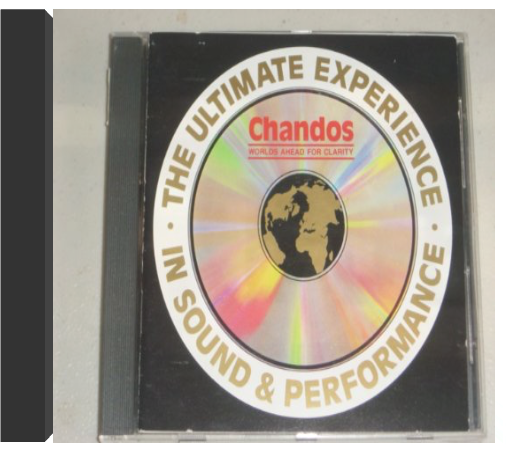 THE ULTIMATE EXPERIENCE
· IN SOUND & PERFORMANCE ·
Chandos
WORLDS AHEAD FOR CLARITY